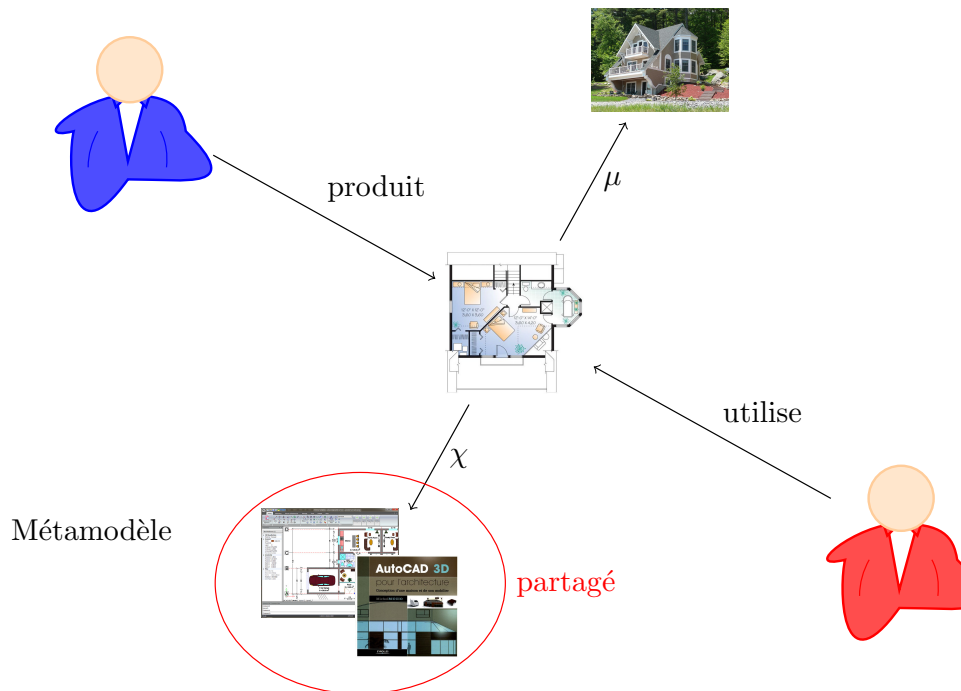 produit
μ
utilise
χ
Métamodèle
AutoCAD 3D
pour l'architecture
partagé